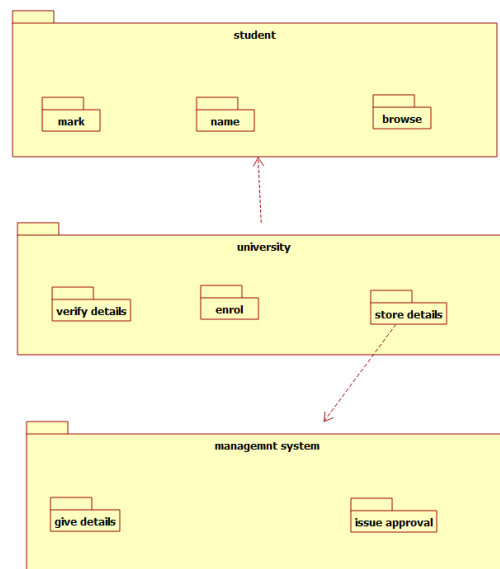 student
mark
name
browse
university
verify details
enrol
store details
managemnt system
give details
issue approval